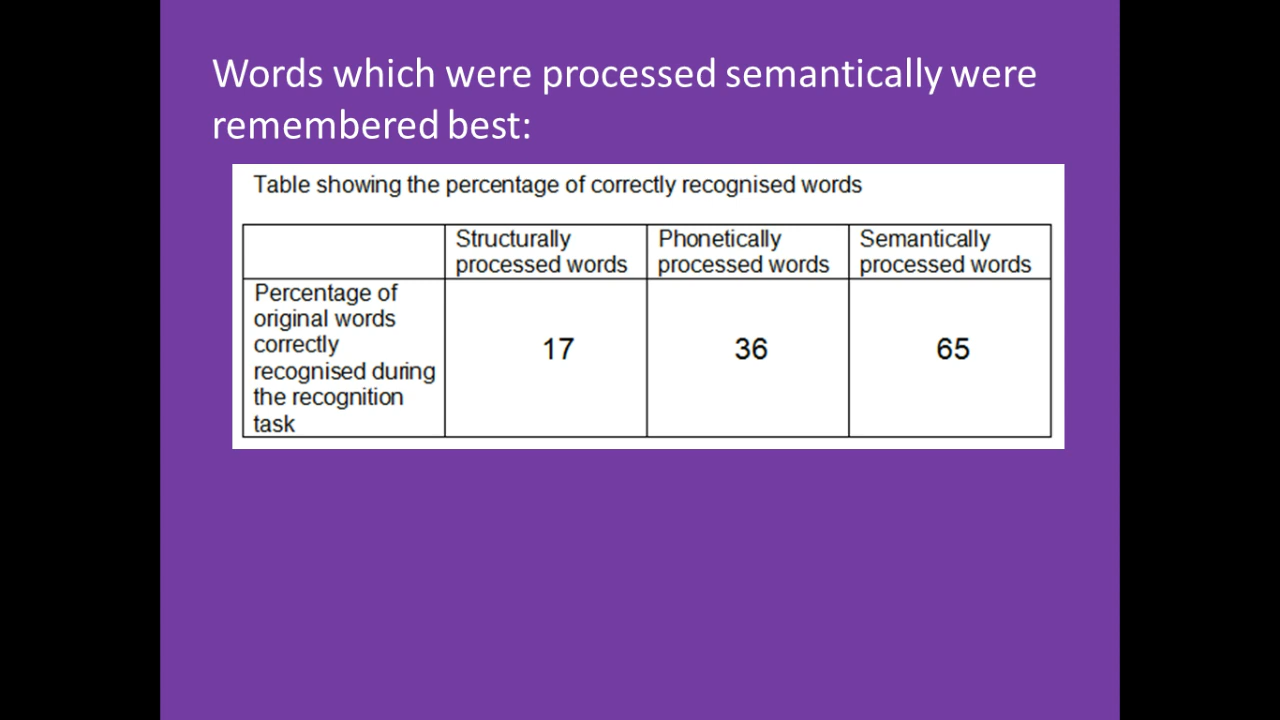 Words which were processed semantically were
remembered best:
Table showing the percentage of correctly recognised words
Structurally
processed words
Phonetically
processed words
Semantically
processed words
Percentage of
original words
correctly
recognised during
the recognition
task
17
36
65